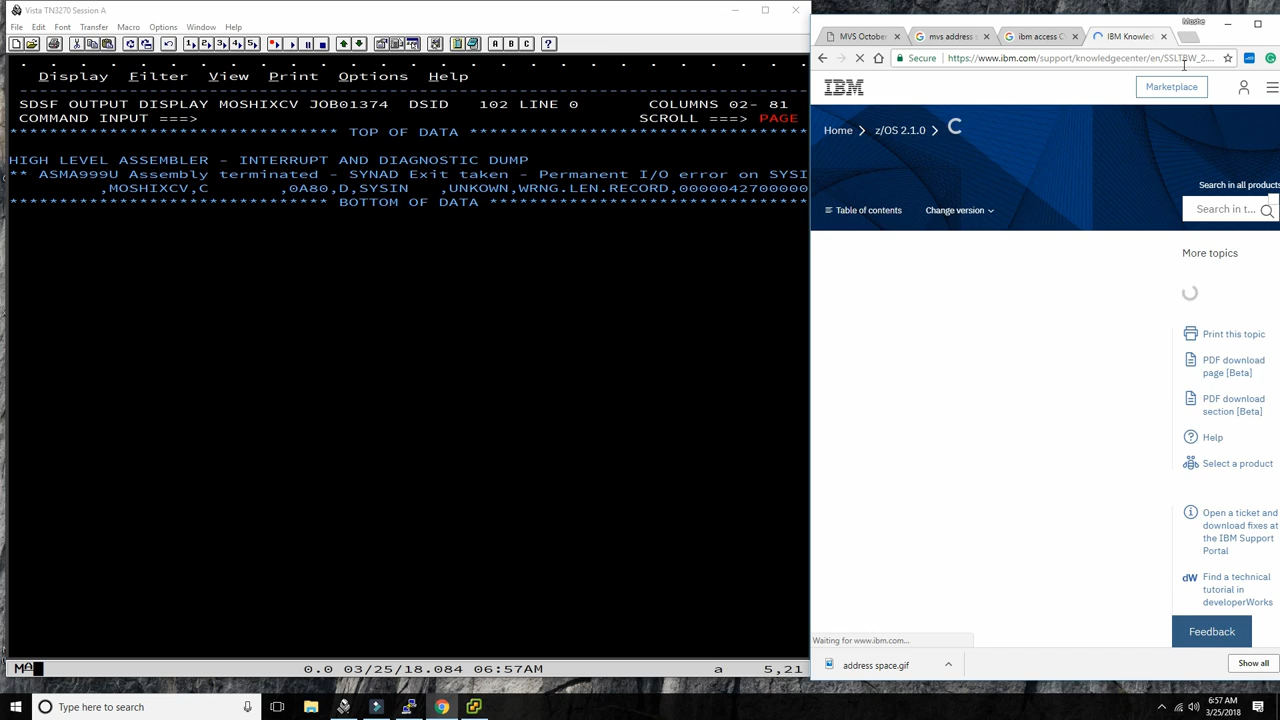 Vista TN3270 Session A
File Edit Font Transfer Macro Options Window Help
Display Filter View Print Options Help
SDSF OUTPUT DISPLAY MOSHIXCV JOB01374 DSID 102 LINE 0 COLUMNS 02- 81
COMMAND INPUT ===> SCROLL ===> PAGE
********************************* TOP OF DATA **********************************
HIGH LEVEL ASSEMBLER - INTERRUPT AND DIAGNOSTIC DUMP
** ASMA999U Assembly terminated - SYNAD Exit taken - Permanent I/O error on SYSI
,MOSHIXCV,C ,0A80,D,SYSIN ,UNKOWN,WRNG.LEN.RECORD,0000042700000
******************************** BOTTOM OF DATA ********************************
0.0 03/25/18.084 06:57AM a 5,21
Moshe
MVS October
mvs address s
ibm access C
IBM Knowled
Secure
https://www.ibm.com/support/knowledgecenter/en/SSLTBW_2....
IBM
Marketplace
Home z/OS 2.1.0
Search in all products
Table of contents
Change version
Search in t...
More topics
Print this topic
PDF download
page [Beta]
PDF download
section [Beta]
Help
Select a product
Open a ticket and
download fixes at
the IBM Support
Portal
dW
Find a technical
tutorial in
developerWorks
Feedback
Waiting for www.ibm.com...
address space.gif
Show all
Type here to search
6:57 AM
3/25/2018